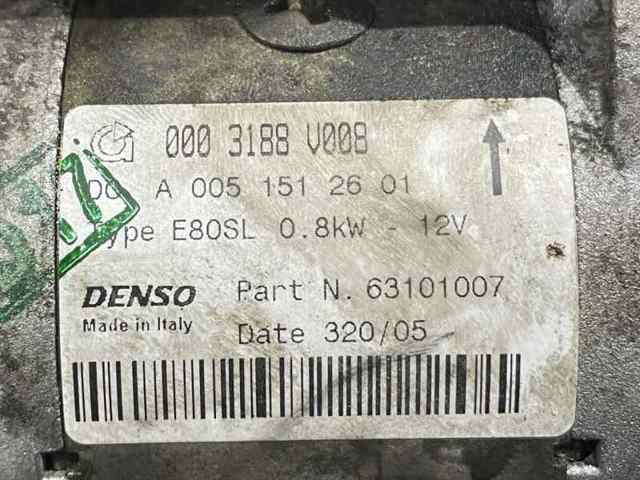 000 3188 V008
A 005 151 26 01
Type E80SL 0.8kW - 12V
DENSO Part N. 63101007
Made in Italy Date 320/05